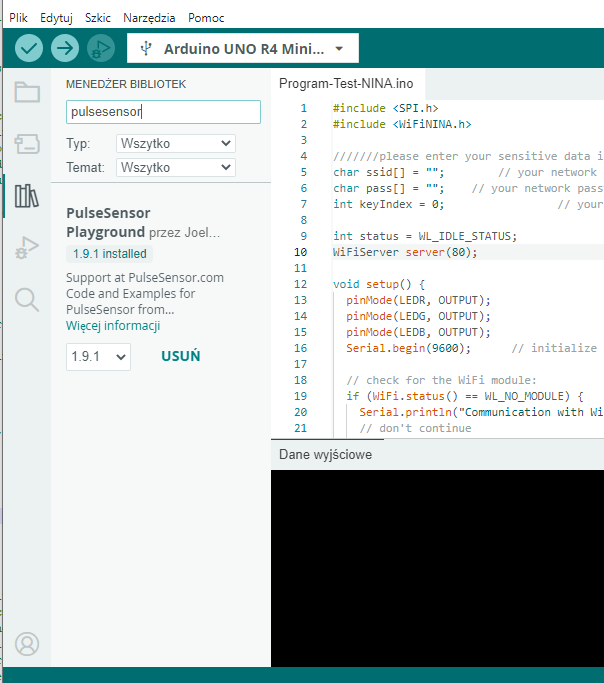 Plik Edytuj Szkic Narzędzia Pomoc
Arduino UNO R4 Mini...
MENEDŻER BIBLIOTEK
pulsesensor
Typ: Wszytko
Temat: Wszytko
PulseSensor
Playground przez Joel...
1.9.1 installed
Support at PulseSensor.com
Code and Examples for
PulseSensor from...
Więcej informacji
1.9.1 USUŃ
Program-Test-NINA.ino
1 #include <SPI.h>
2 #include <WiFiNINA.h>
3
4 ///////please enter your sensitive data i
5 char ssid[] = ""; // your network
6 char pass[] = ""; // your network pass
7 int keyIndex = 0; // your
8
9 int status = WL_IDLE_STATUS;
10 WiFiServer server(80);
11
12 void setup() {
13 pinMode(LEDR, OUTPUT);
14 pinMode(LEDG, OUTPUT);
15 pinMode(LEDB, OUTPUT);
16 Serial.begin(9600); // initialize
17
18 // check for the WiFi module:
19 if (WiFi.status() == WL_NO_MODULE) {
20 Serial.println("Communication with Wi
21 // don't continue
Dane wyjściowe